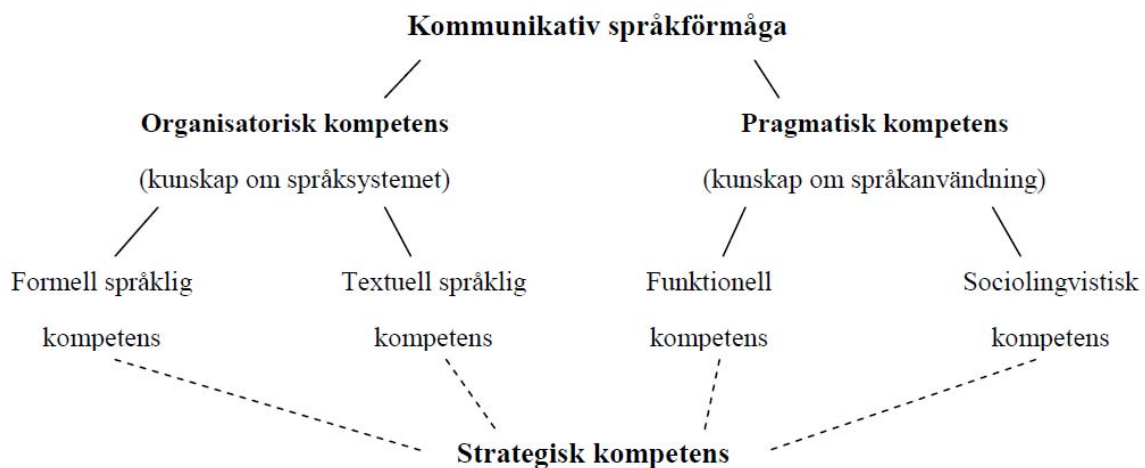 Kommunikativ språkförmåga
Organisatorisk kompetens
Pragmatisk kompetens
(kunskap om språksystemet)
(kunskap om språkanvändning)
Formell språklig
Textuell språklig
Funktionell
Sociolingvistisk
kompetens
kompetens
kompetens
kompetens
Strategisk kompetens